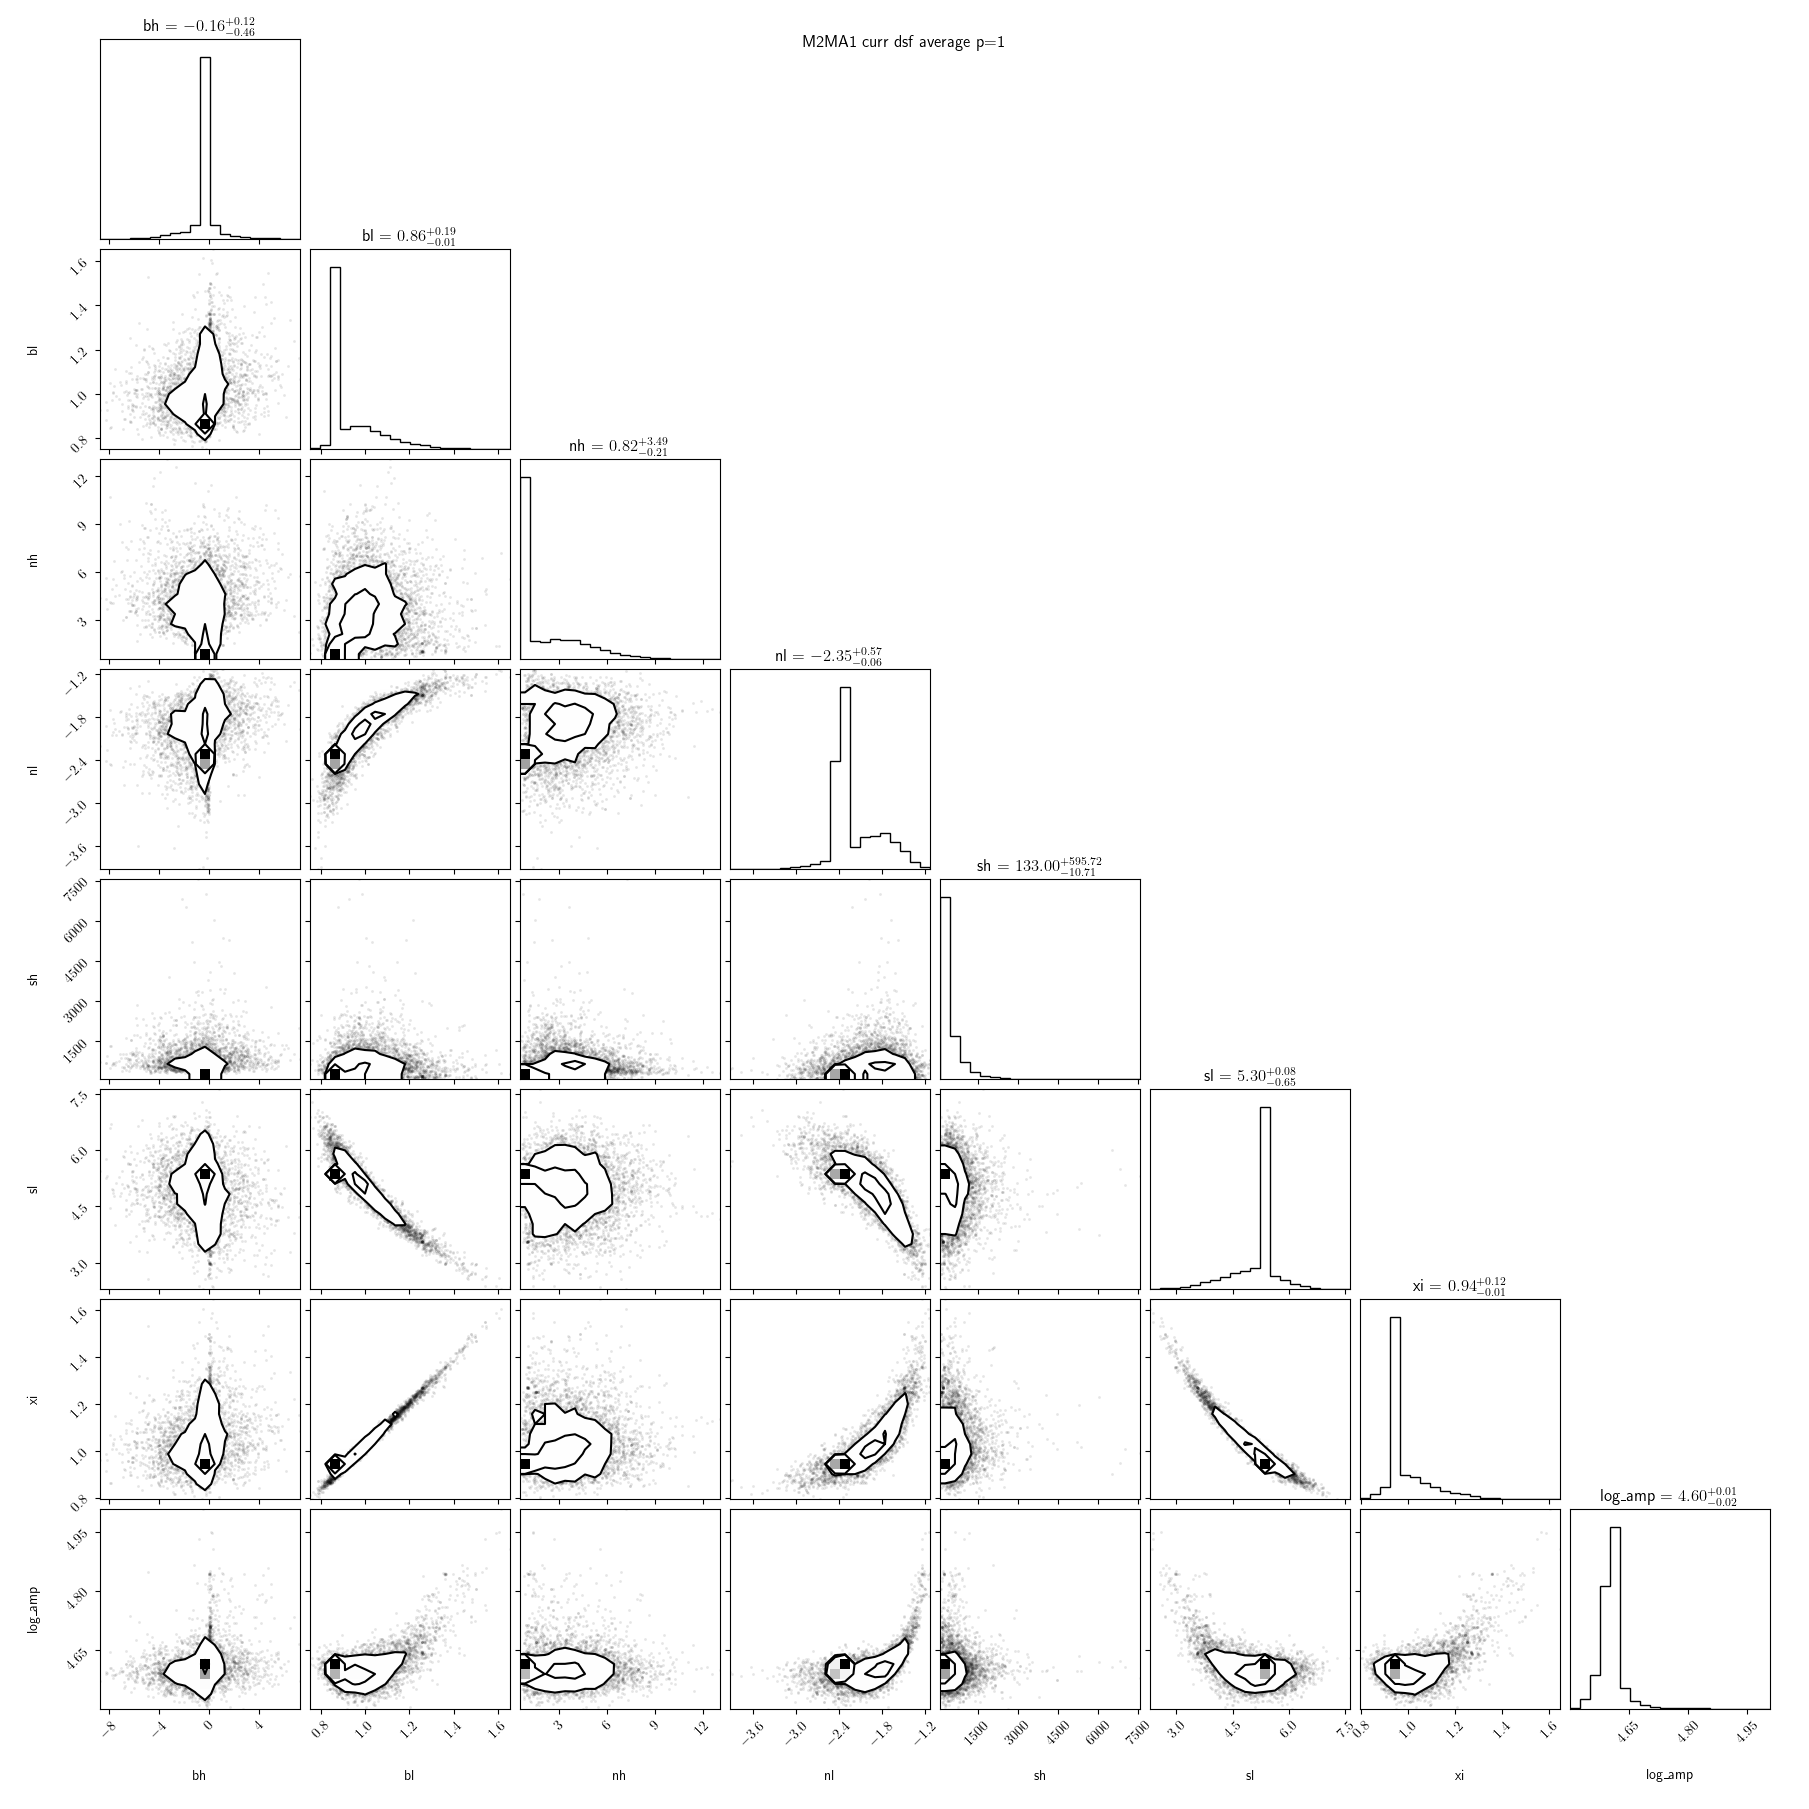 M2MA1 curr dsf average p=1
bh = −0.16 +0.12 −0.46
bl = 0.86 +0.19 −0.01
1.6
1.4
1.2
1.0
0.8
bl
nh = 0.82 +3.49 −0.21
12
9
6
3
nh
nl = −2.35 +0.57 −0.06
−1.2
−1.8
−2.4
−3.0
−3.6
nl
sh = 133.00 +595.72 −10.71
7500
6000
4500
3000
1500
sh
sl = 5.30 +0.08 −0.65
7.5
6.0
4.5
3.0
sl
xi = 0.94 +0.12 −0.01
1.6
1.4
1.2
1.0
0.8
xi
log_amp = 4.60 +0.01 −0.02
4.95
4.80
4.65
log_amp
−8 −4 0 4
0.8 1.0 1.2 1.4 1.6
3 6 9 12
−3.6 −3.0 −2.4 −1.8 −1.2
1500 3000 4500 6000 7500
3.0 4.5 6.0 7.5
0.8 1.0 1.2 1.4 1.6
4.65 4.80 4.95
bh bl nh nl sh sl xi log_amp